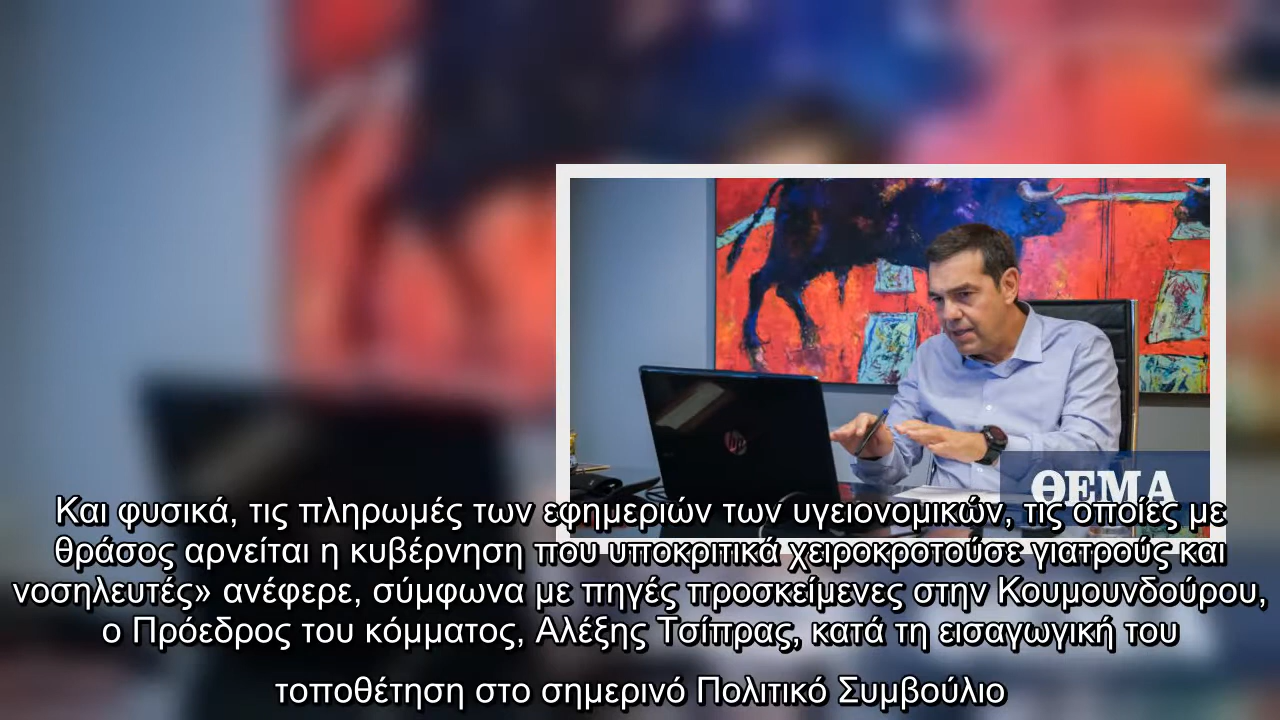 ΘΕΜΑ
Και φυσικά, τις πληρωμές των εφημεριών των υγειονομικών, τις οποίες με
θράσος αρνείται η κυβέρνηση που υποκριτικά χειροκροτούσε γιατρούς και
νοσηλευτές» ανέφερε, σύμφωνα με πηγές προσκείμενες στην Κουμουνδούρου,
ο Πρόεδρος του κόμματος, Αλέξης Τσίπρας, κατά τη εισαγωγική του
τοποθέτηση στο σημερινό Πολιτικό Συμβούλιο
hp